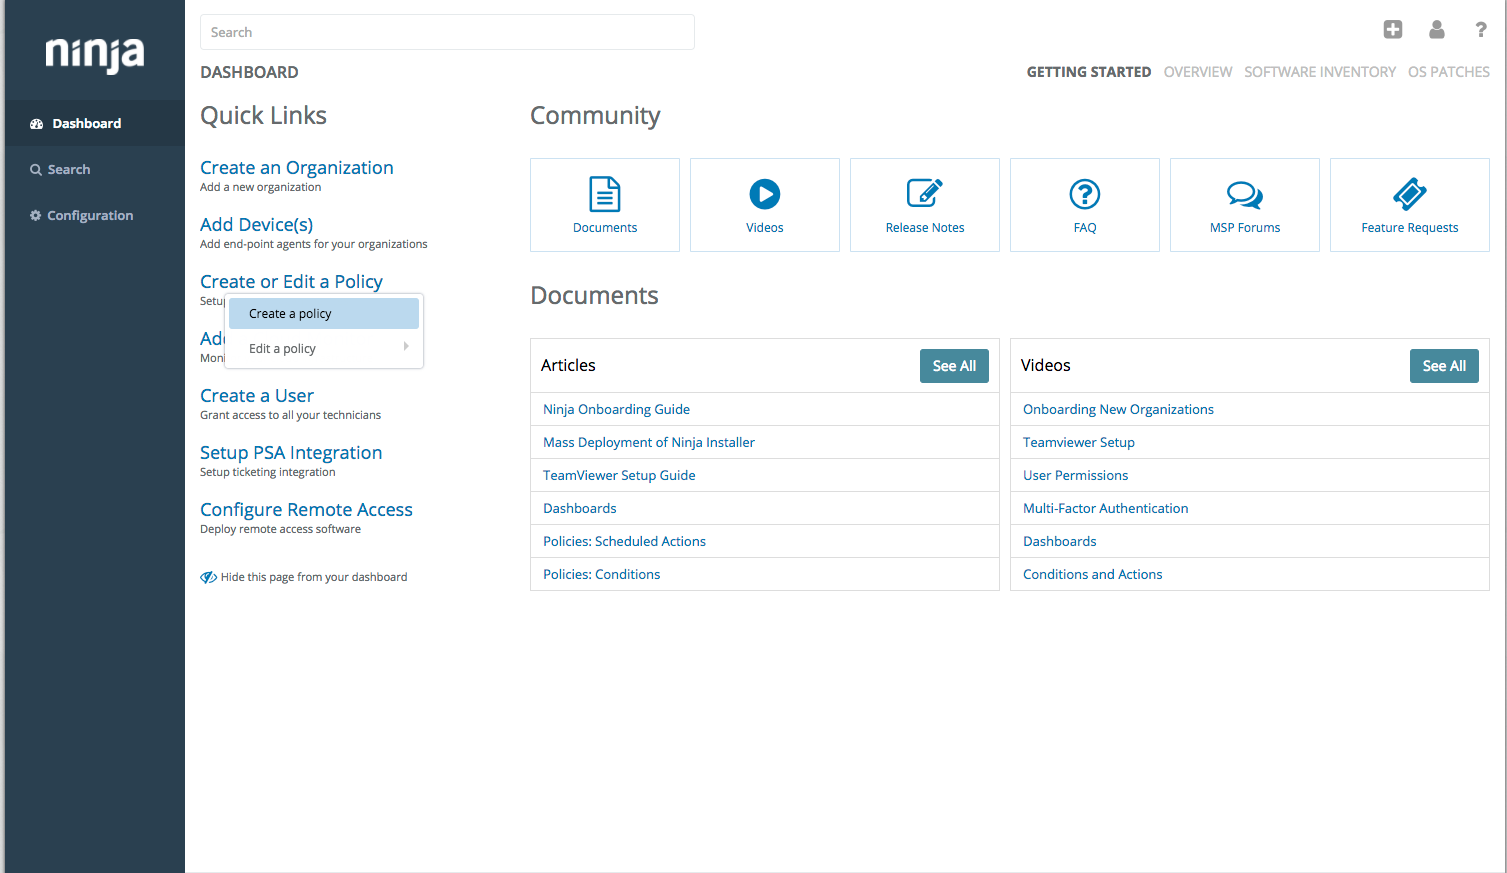 ninja
Search
DASHBOARD
GETTING STARTED OVERVIEW SOFTWARE INVENTORY OS PATCHES
Dashboard
Search
Configuration
Quick Links
Create an Organization
Add a new organization
Add Device(s)
Add end-point agents for your organizations
Create or Edit a Policy
Setu
Create a policy
Edit a policy
Ad
Moni
Create a User
Grant access to all your technicians
Setup PSA Integration
Setup ticketing integration
Configure Remote Access
Deploy remote access software
Hide this page from your dashboard
Community
Documents
Videos
Release Notes
FAQ
MSP Forums
Feature Requests
Documents
Articles
See All
Ninja Onboarding Guide
Mass Deployment of Ninja Installer
TeamViewer Setup Guide
Dashboards
Policies: Scheduled Actions
Policies: Conditions
Videos
See All
Onboarding New Organizations
Teamviewer Setup
User Permissions
Multi-Factor Authentication
Dashboards
Conditions and Actions